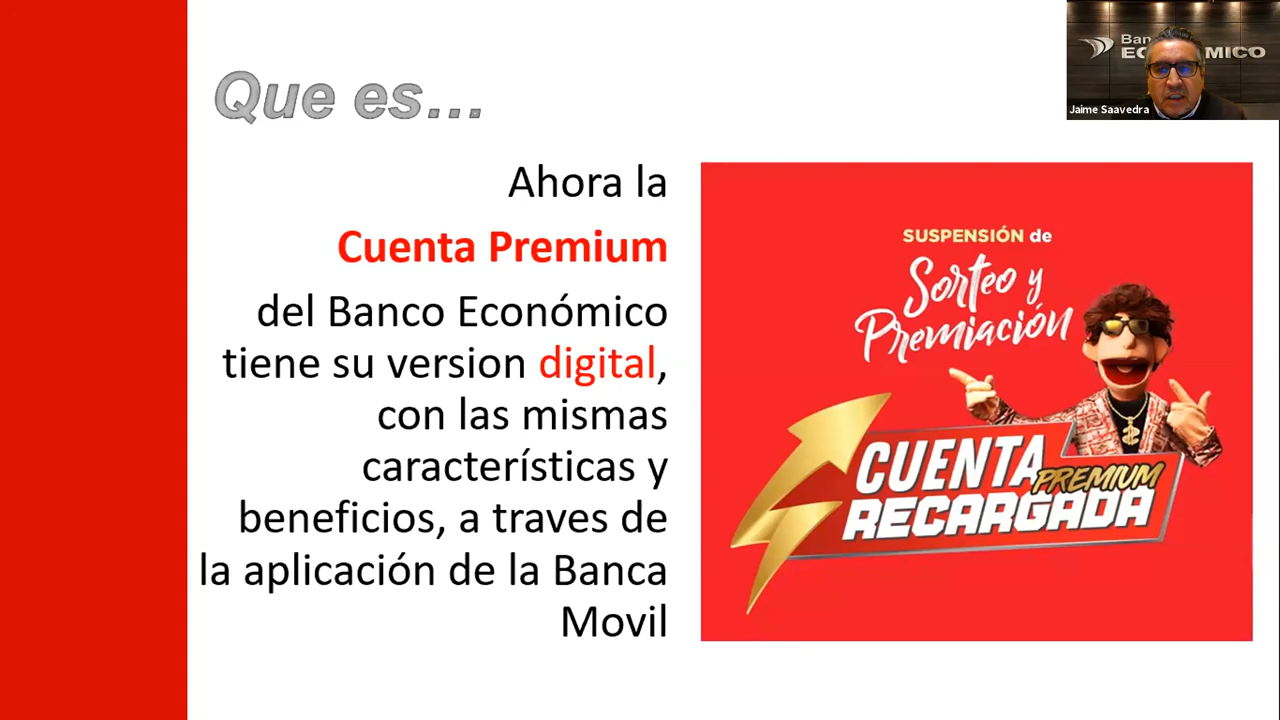 Que es...
Ahora la
Cuenta Premium
del Banco Económico
tiene su version digital,
con las mismas
características y
beneficios, a traves de
la aplicación de la Banca
Movil
Jaime Saavedra
SUSPENSIÓN de
Sorteo y
Premiación
CUENTA
PREMIUM
RECARGADA